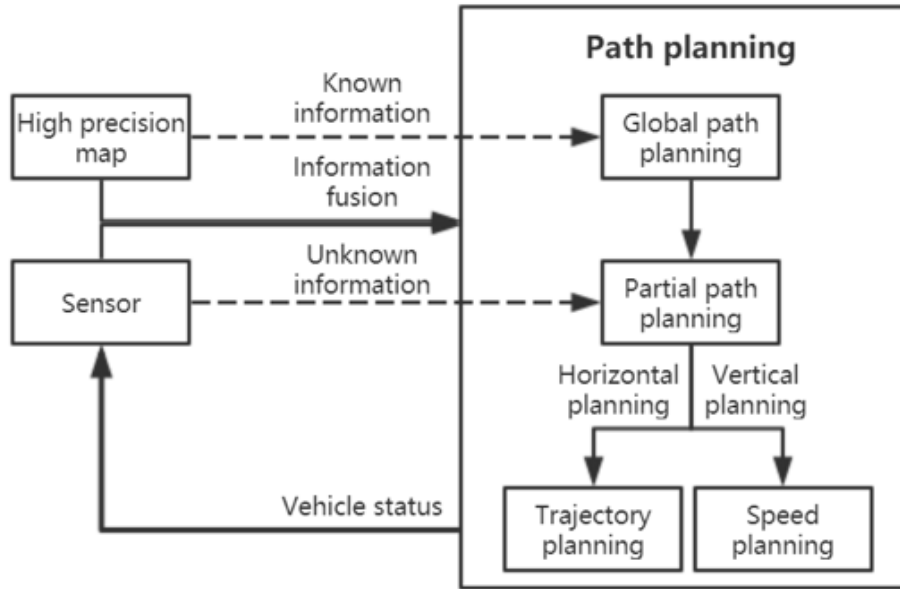 Path planning
Known
information
High precision
map
Global path
planning
Information
fusion
Unknown
information
Sensor
Partial path
planning
Horizontal
planning
Vertical
planning
Vehicle status
Trajectory
planning
Speed
planning